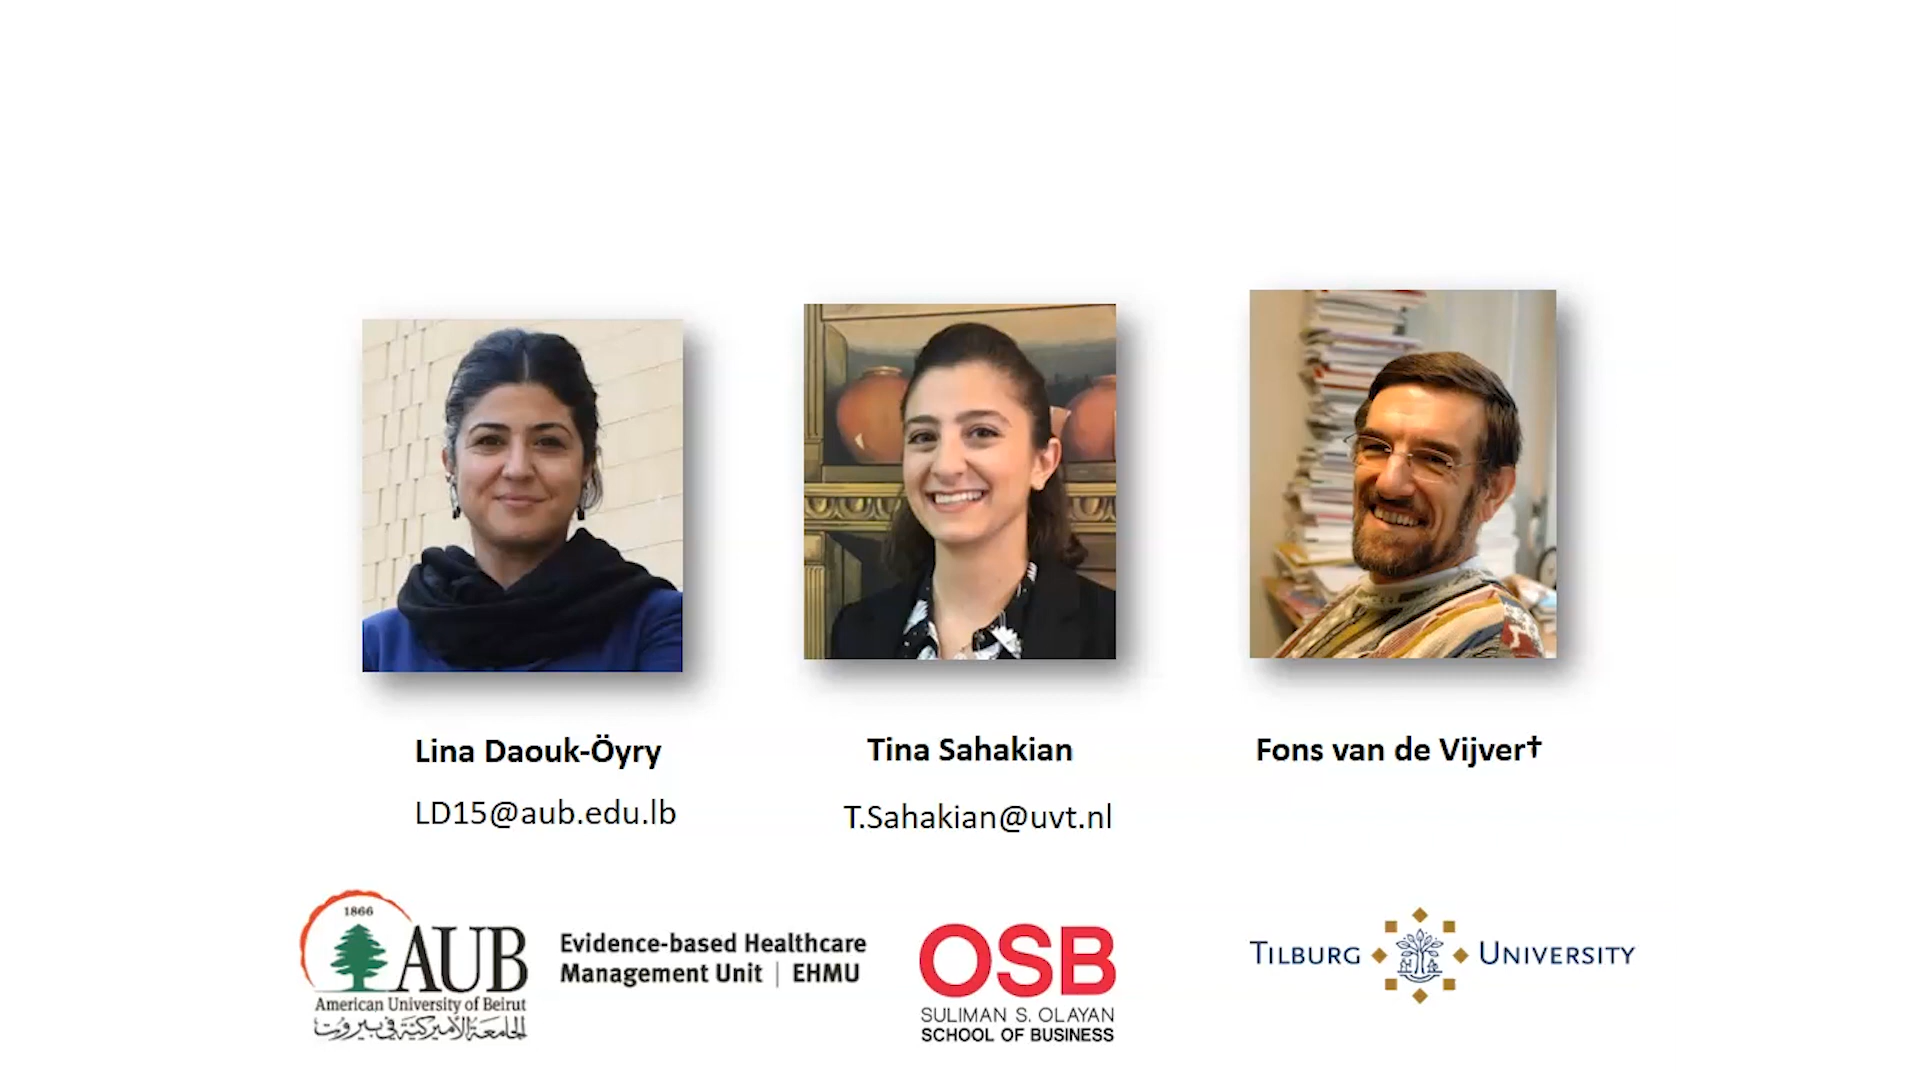 Lina Daouk-Öyry
Tina Sahakian
Fons van de Vijver†
LD15@aub.edu.lb
T.Sahakian@uvt.nl
1866
AUB
American University of Beirut
الجامعة الأميركية في بيروت
Evidence-based Healthcare
Management Unit | EHMU
OSB
SULIMAN S. OLAYAN
SCHOOL OF BUSINESS
TILBURG UNIVERSITY